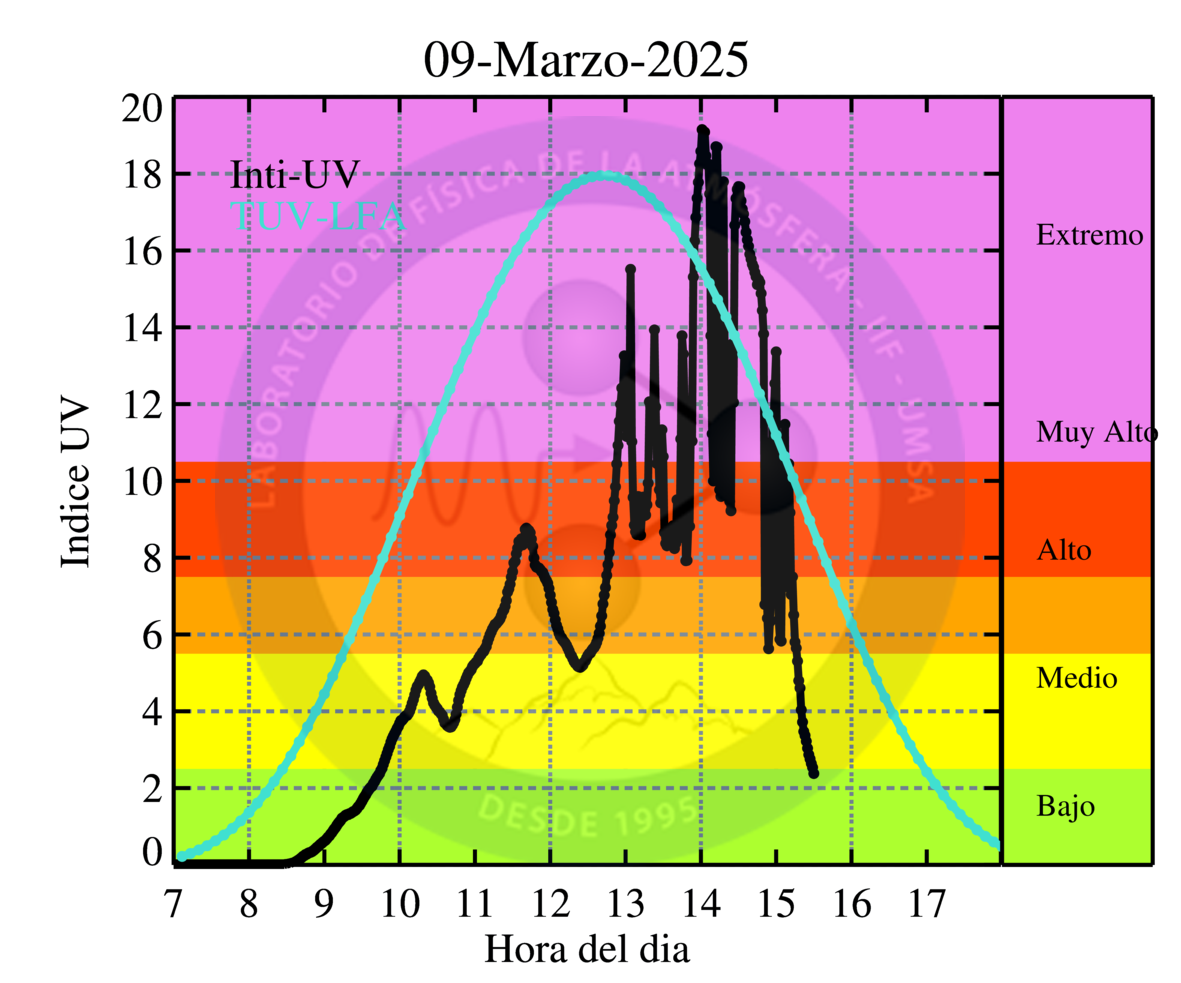 09-Marzo-2025
Inti-UV
TUV-LFA
LABORATORIO DE FÍSICA DE LA ATMÓSFERA - IIF - UMSA
DESDE 1995
Indice UV
20
18
16
14
12
10
8
6
4
2
0
Extremo
Muy Alto
Alto
Medio
Bajo
7 8 9 10 11 12 13 14 15 16 17
Hora del dia